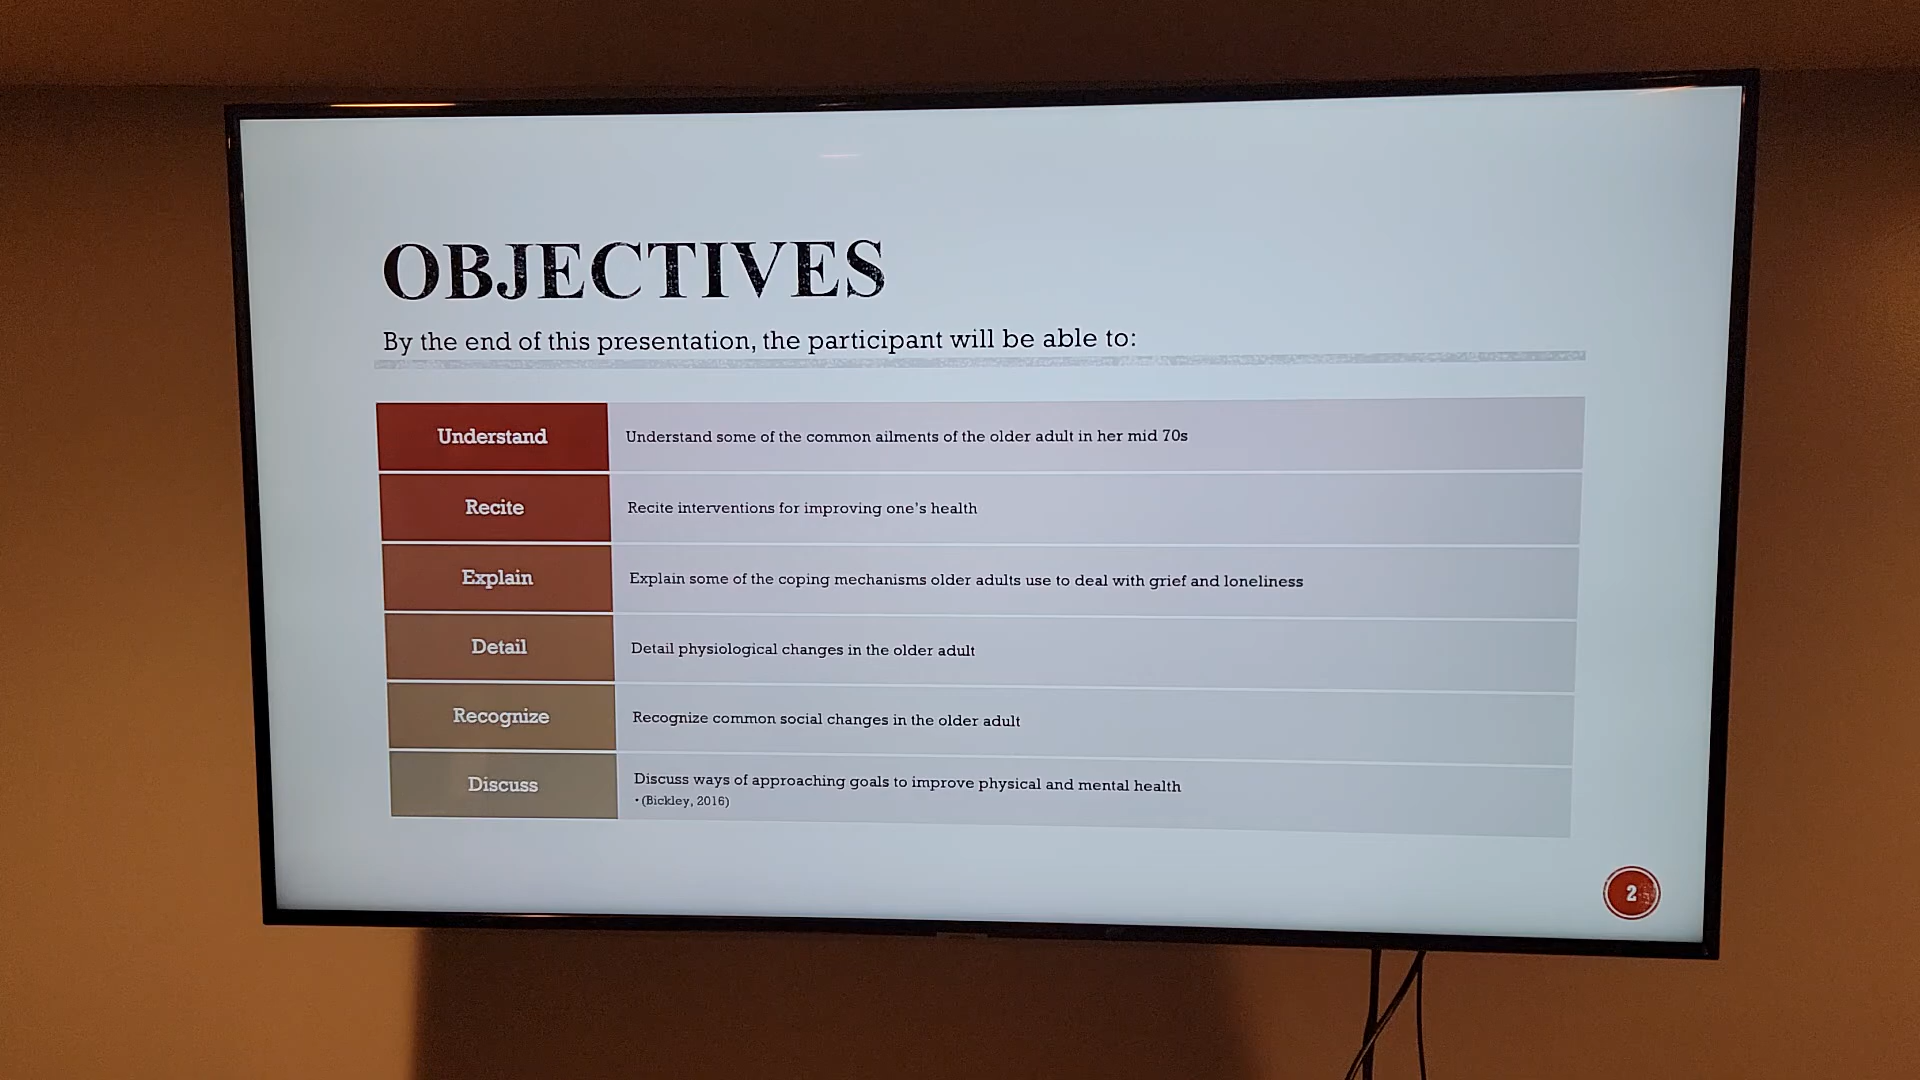 OBJECTIVES
By the end of this presentation, the participant will be able to:
Understand
Understand some of the common ailments of the older adult in her mid 70s
Recite
Recite interventions for improving one's health
Explain
Explain some of the coping mechanisms older adults use to deal with grief and loneliness
Detail
Detail physiological changes in the older adult
Recognize
Recognize common social changes in the older adult
Discuss
Discuss ways of approaching goals to improve physical and mental health
• (Bickley, 2016)
2